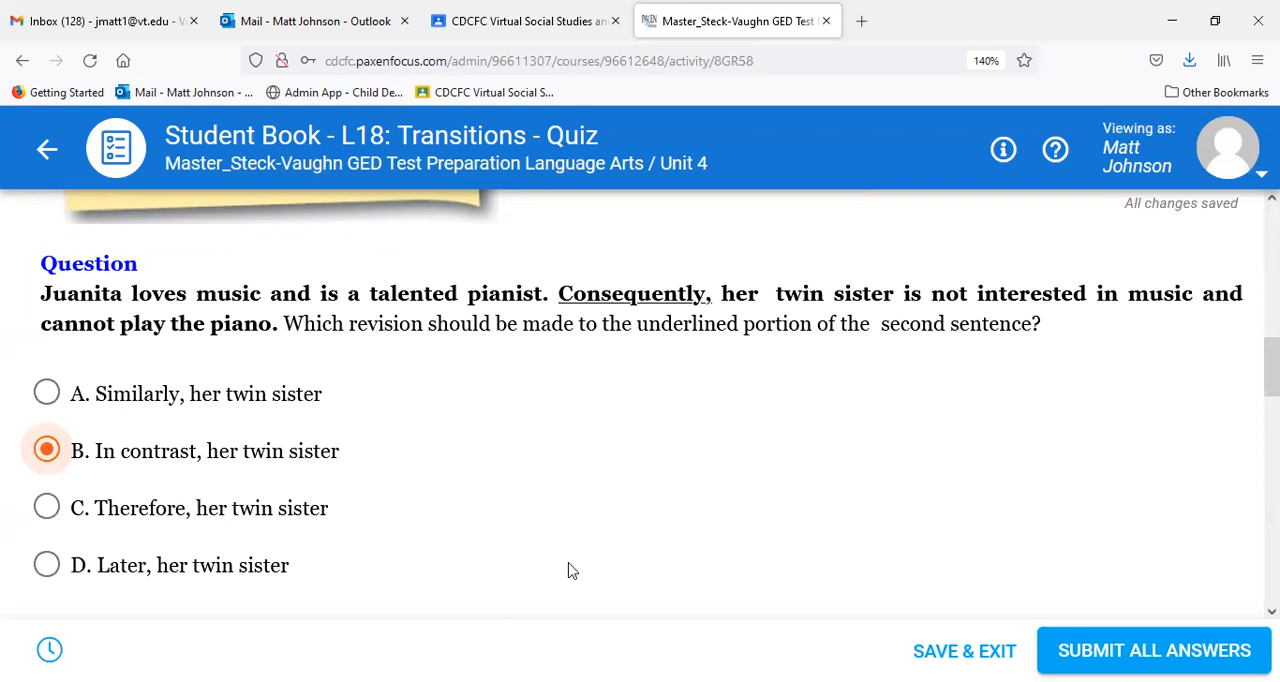 Inbox (128) - jmatt1@vt.edu - V
Mail - Matt Johnson - Outlook
CDCFC Virtual Social Studies an
PAXEN
Master_Steck-Vaughn GED Test
cdcfc.paxenfocus.com/admin/96611307/courses/96612648/activity/8GR58
140%
Getting Started
Mail - Matt Johnson - ...
Admin App - Child De...
CDCFC Virtual Social S...
Other Bookmarks
Student Book - L18: Transitions - Quiz
Master_Steck-Vaughn GED Test Preparation Language Arts / Unit 4
Viewing as:
Matt
Johnson
All changes saved
Question
Juanita loves music and is a talented pianist. Consequently, her twin sister is not interested in music and
cannot play the piano. Which revision should be made to the underlined portion of the second sentence?
A. Similarly, her twin sister
B. In contrast, her twin sister
C. Therefore, her twin sister
D. Later, her twin sister
SAVE & EXIT
SUBMIT ALL ANSWERS